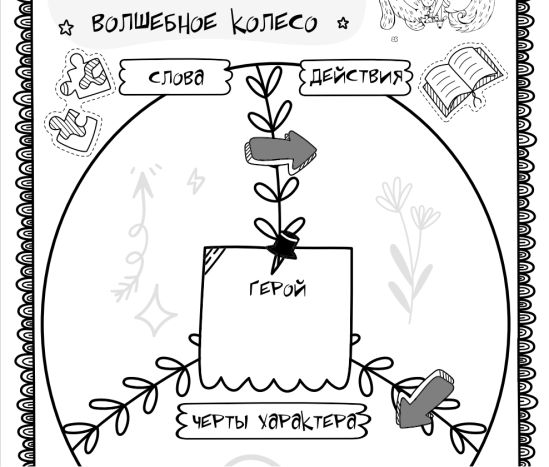 ВОЛШЕБНОЕ КОЛЕСО
СЛОВА
ДЕЙСТВИЯ
ГЕРОЙ
ЧЕРТЫ ХАРАКТЕРА